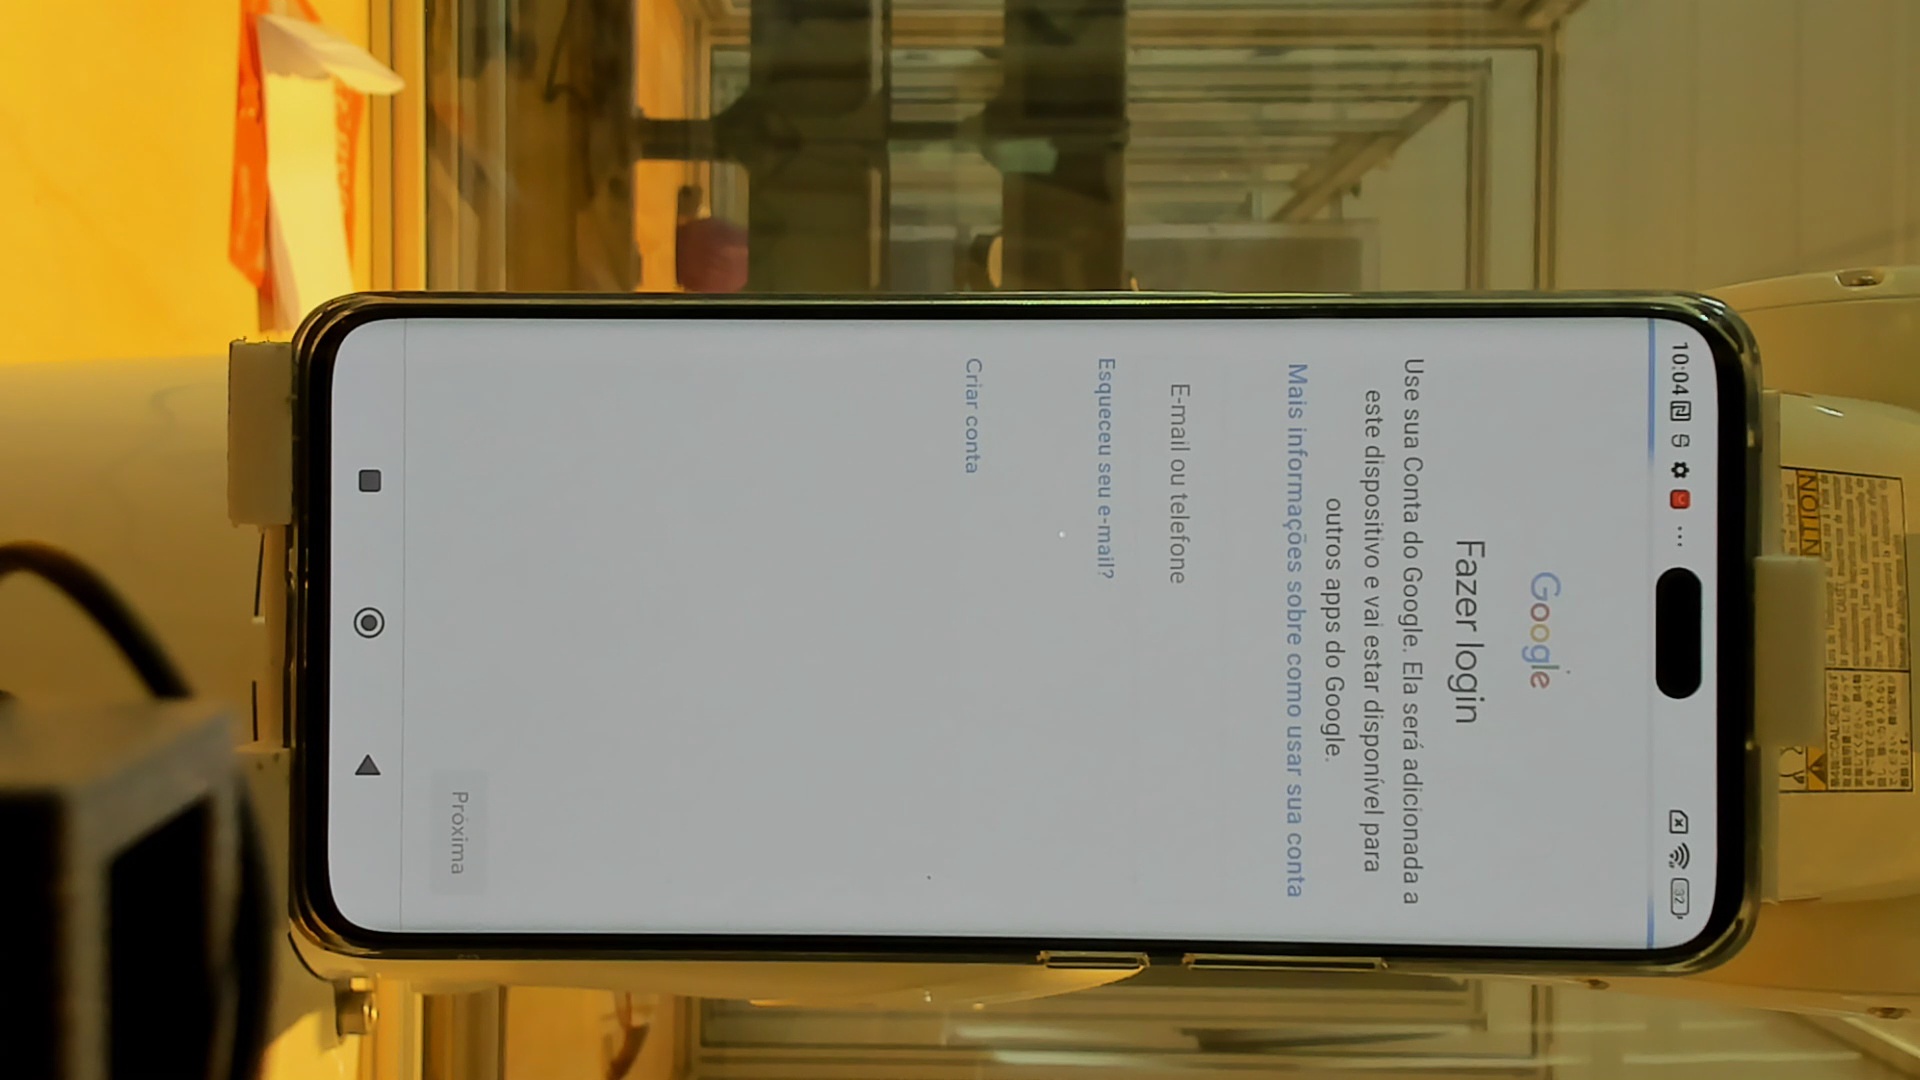 10:04
32
Google
Fazer login
Use sua Conta do Google. Ela será adicionada a
este dispositivo e vai estar disponível para
outros apps do Google.
Mais informações sobre como usar sua conta
E-mail ou telefone
Esqueceu seu e-mail?
Criar conta
Próxima